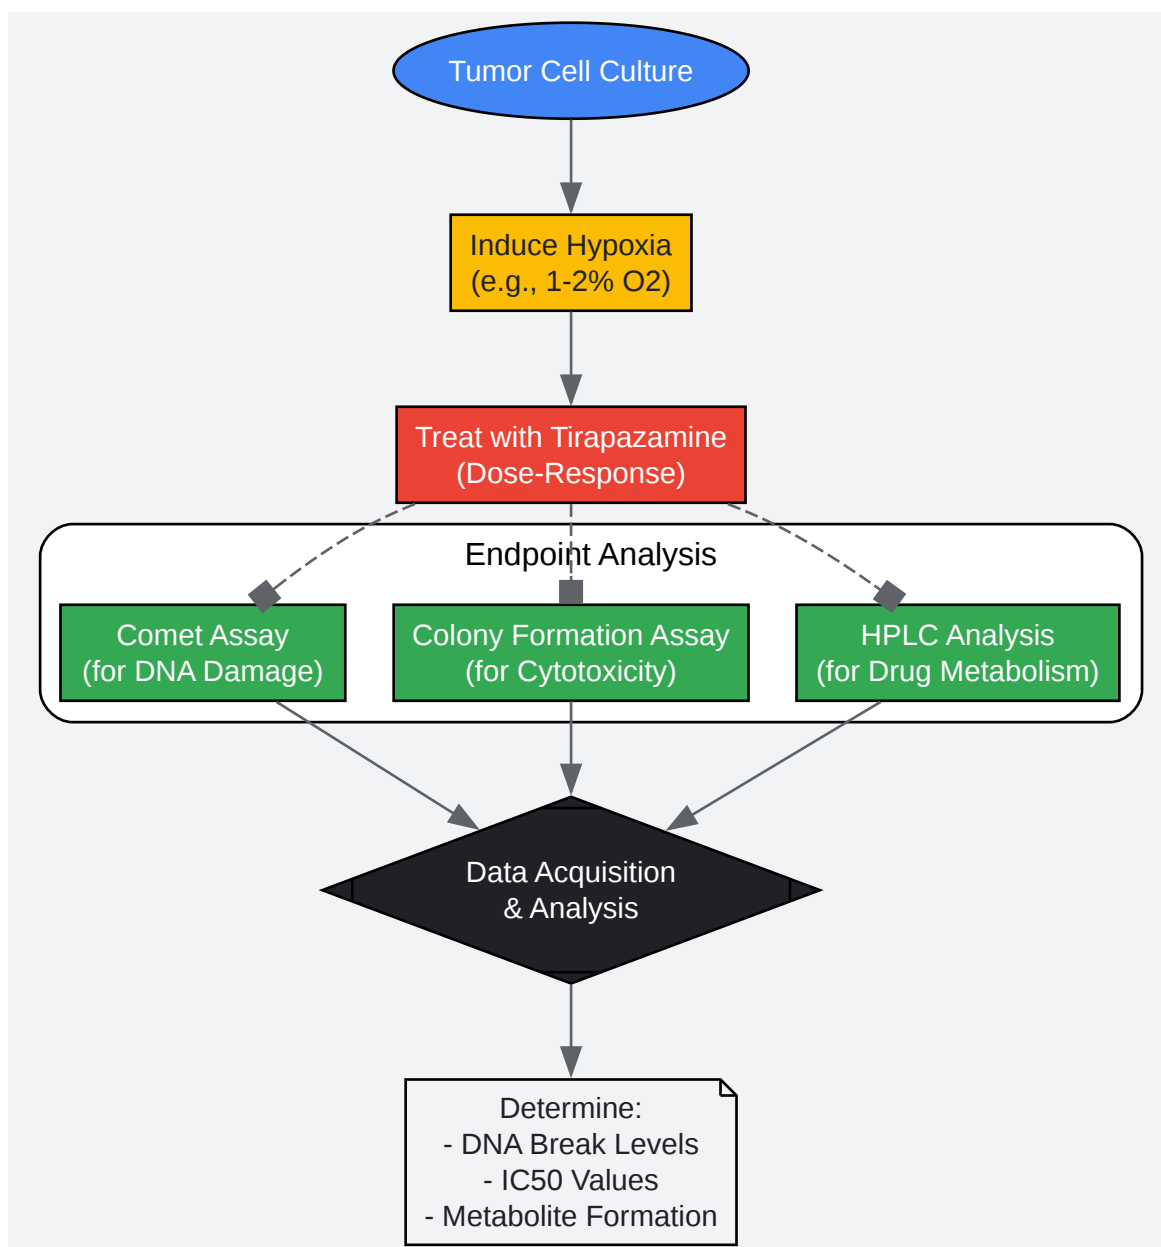 Tumor Cell Culture
Induce Hypoxia
(e.g., 1-2% O2)
Treat with Tirapazamine
(Dose-Response)
Endpoint Analysis
Comet Assay
(for DNA Damage)
Colony Formation Assay
(for Cytotoxicity)
HPLC Analysis
(for Drug Metabolism)
Data Acquisition
& Analysis
Determine:
- DNA Break Levels
- IC50 Values
- Metabolite Formation